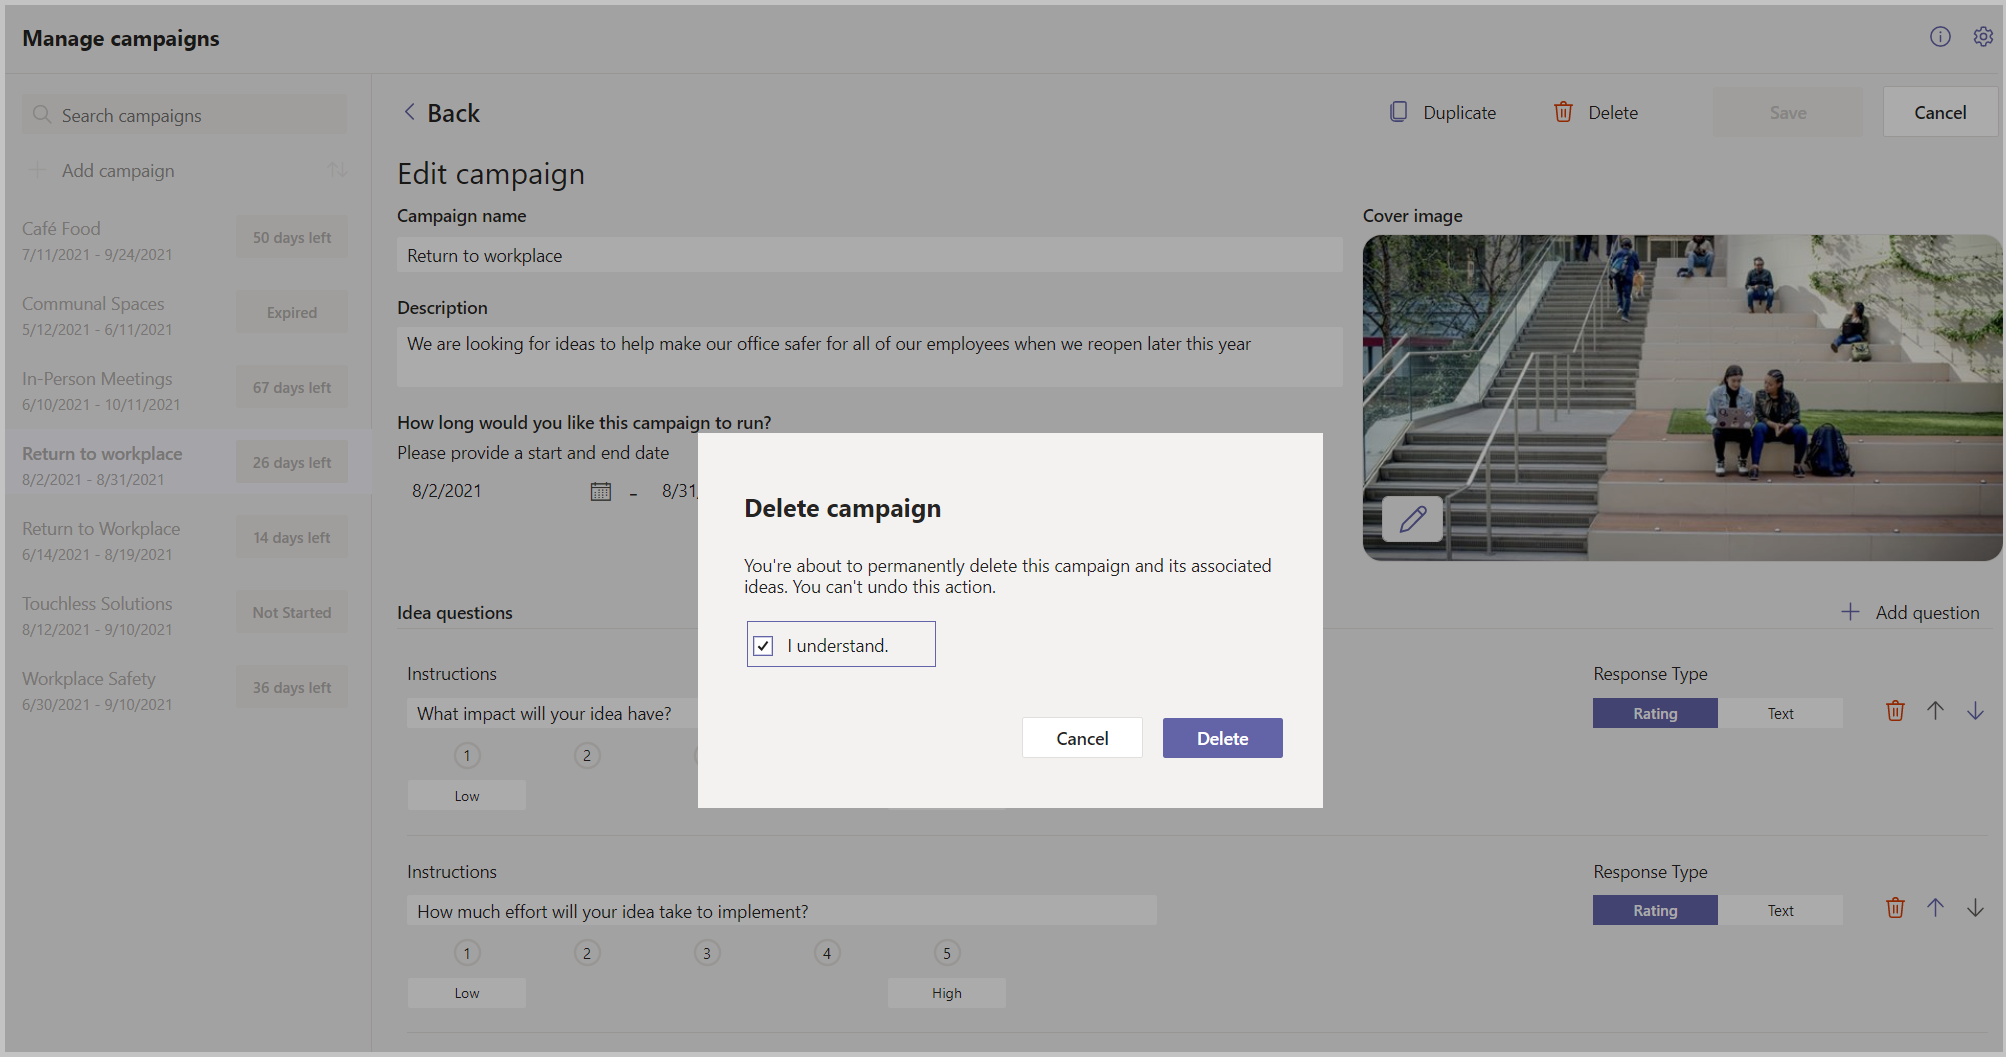 Manage campaigns
Search campaigns
Add campaign
Café Food
7/11/2021 - 9/24/2021
50 days left
Communal Spaces
5/12/2021 - 6/11/2021
Expired
In-Person Meetings
6/10/2021 - 10/11/2021
67 days left
Return to workplace
8/2/2021 - 8/31/2021
26 days left
Return to Workplace
6/14/2021 - 8/19/2021
14 days left
Touchless Solutions
8/12/2021 - 9/10/2021
Not Started
Workplace Safety
6/30/2021 - 9/10/2021
36 days left
Back
Duplicate
Delete
Save
Cancel
Edit campaign
Campaign name
Return to workplace
Cover image
Description
We are looking for ideas to help make our office safer for all of our employees when we reopen later this year
How long would you like this campaign to run?
Please provide a start and end date
8/2/2021 - 8/31/
Delete campaign
You're about to permanently delete this campaign and its associated
ideas. You can't undo this action.
I understand.
Cancel
Delete
Idea questions
Add question
Instructions
What impact will your idea have?
1 2
Low
Response Type
Rating Text
Instructions
How much effort will your idea take to implement?
1 2 3 4 5
Low High
Response Type
Rating Text